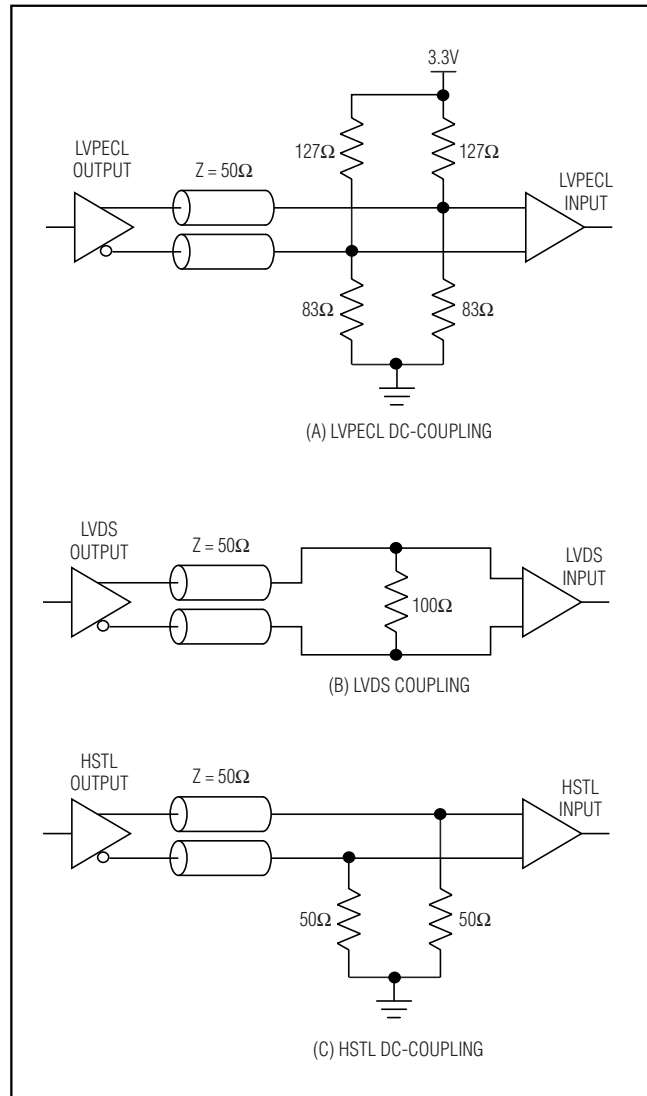 3.3V
127Ω
127Ω
LVPECL
OUTPUT
Z = 50Ω
LVPECL
INPUT
83Ω
83Ω
(A) LVPECL DC-COUPLING
LVDS
OUTPUT
Z = 50Ω
LVDS
INPUT
100Ω
(B) LVDS COUPLING
HSTL
OUTPUT
Z = 50Ω
HSTL
INPUT
50Ω
50Ω
(C) HSTL DC-COUPLING